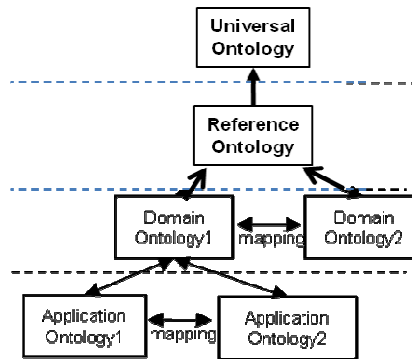 Universal
Ontology
Reference
Ontology
Domain
Ontology1
mapping
Domain
Ontology2
Application
Ontology1
mapping
Application
Ontology2